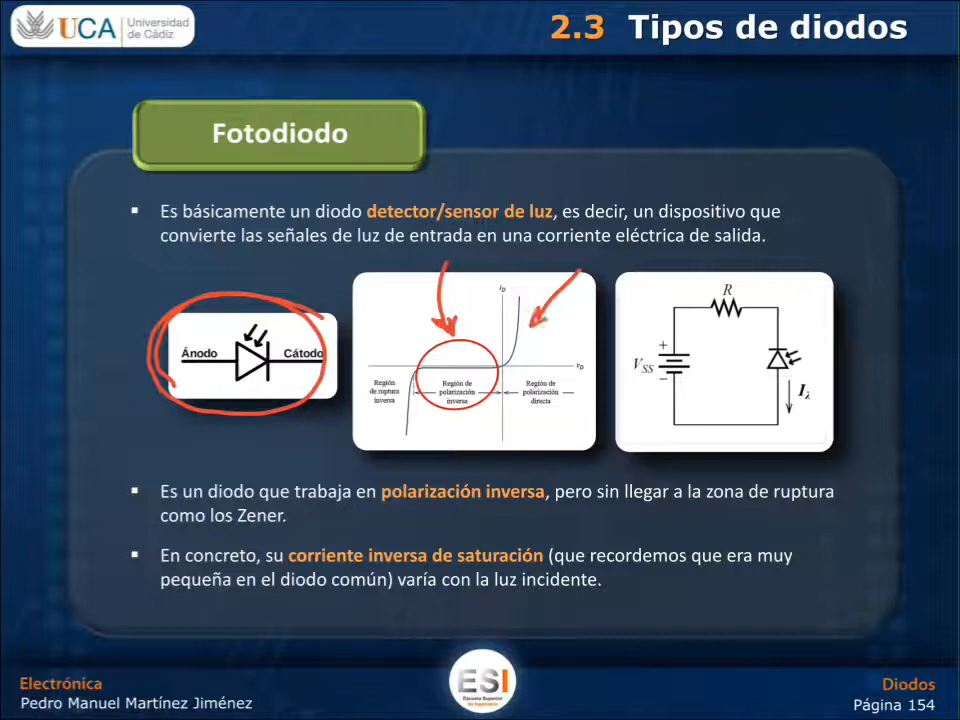 UCA Universidad de Cádiz
2.3 Tipos de diodos
Fotodiodo
▪ Es básicamente un diodo detector/sensor de luz, es decir, un dispositivo que
convierte las señales de luz de entrada en una corriente eléctrica de salida.
Ánodo
Cátodo
i_D
v_D
Región de ruptura inversa
Región de polarización inversa
Región de polarización directa
R
+
V_SS
−
I_λ
▪ Es un diodo que trabaja en polarización inversa, pero sin llegar a la zona de ruptura
como los Zener.
▪ En concreto, su corriente inversa de saturación (que recordemos que era muy
pequeña en el diodo común) varía con la luz incidente.
Electrónica
Pedro Manuel Martínez Jiménez
ESI
Escuela Superior
de Ingeniería
Diodos
Página 154